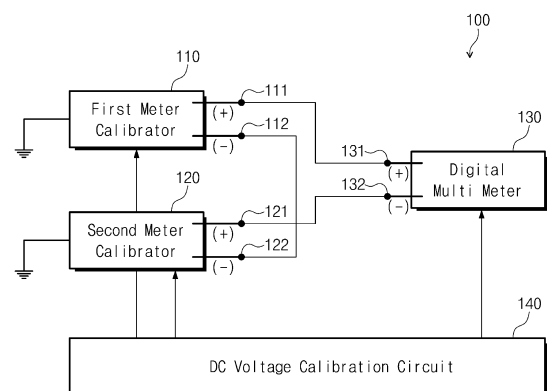 100
110
First Meter
Calibrator
111
(+)
112
(-)
130
131
(+)
Digital
Multi Meter
132
(-)
120
Second Meter
Calibrator
121
(+)
122
(-)
140
DC Voltage Calibration Circuit